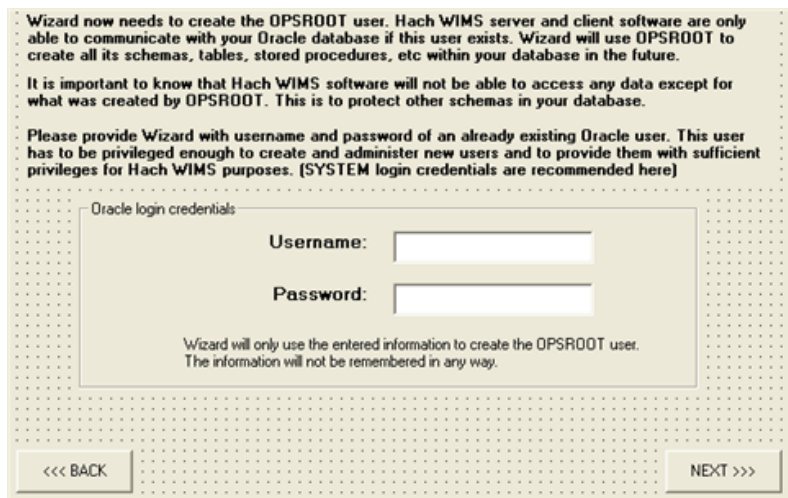 Wizard now needs to create the OPSROOT user. Hach WIMS server and client software are only
able to communicate with your Oracle database if this user exists. Wizard will use OPSROOT to
create all its schemas, tables, stored procedures, etc within your database in the future.
It is important to know that Hach WIMS software will not be able to access any data except for
what was created by OPSROOT. This is to protect other schemas in your database.
Please provide Wizard with username and password of an already existing Oracle user. This user
has to be privileged enough to create and administer new users and to provide them with sufficient
privileges for Hach WIMS purposes. (SYSTEM login credentials are recommended here)
Oracle login credentials
Username:
Password:
Wizard will only use the entered information to create the OPSROOT user.
The information will not be remembered in any way.
<<< BACK
NEXT >>>